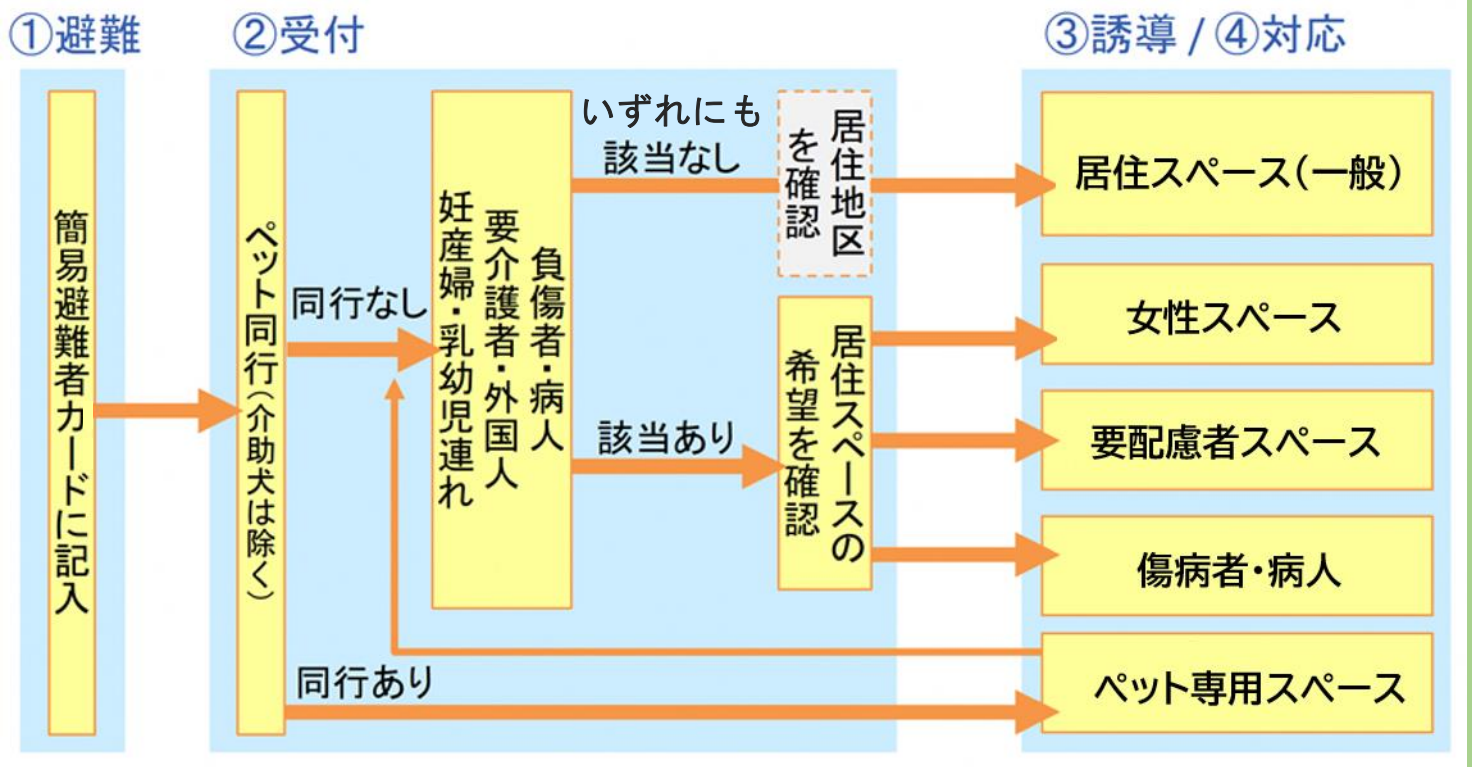 ①避難
②受付
③誘導 / ④対応
簡易避難者カードに記入
ペット同行(介助犬は除く)
同行なし
同行あり
負傷者・病人
要介護者・外国人
妊産婦・乳幼児連れ
いずれにも
該当なし
該当あり
居住地区
を確認
居住スペースの
希望を確認
居住スペース(一般)
女性スペース
要配慮者スペース
傷病者・病人
ペット専用スペース